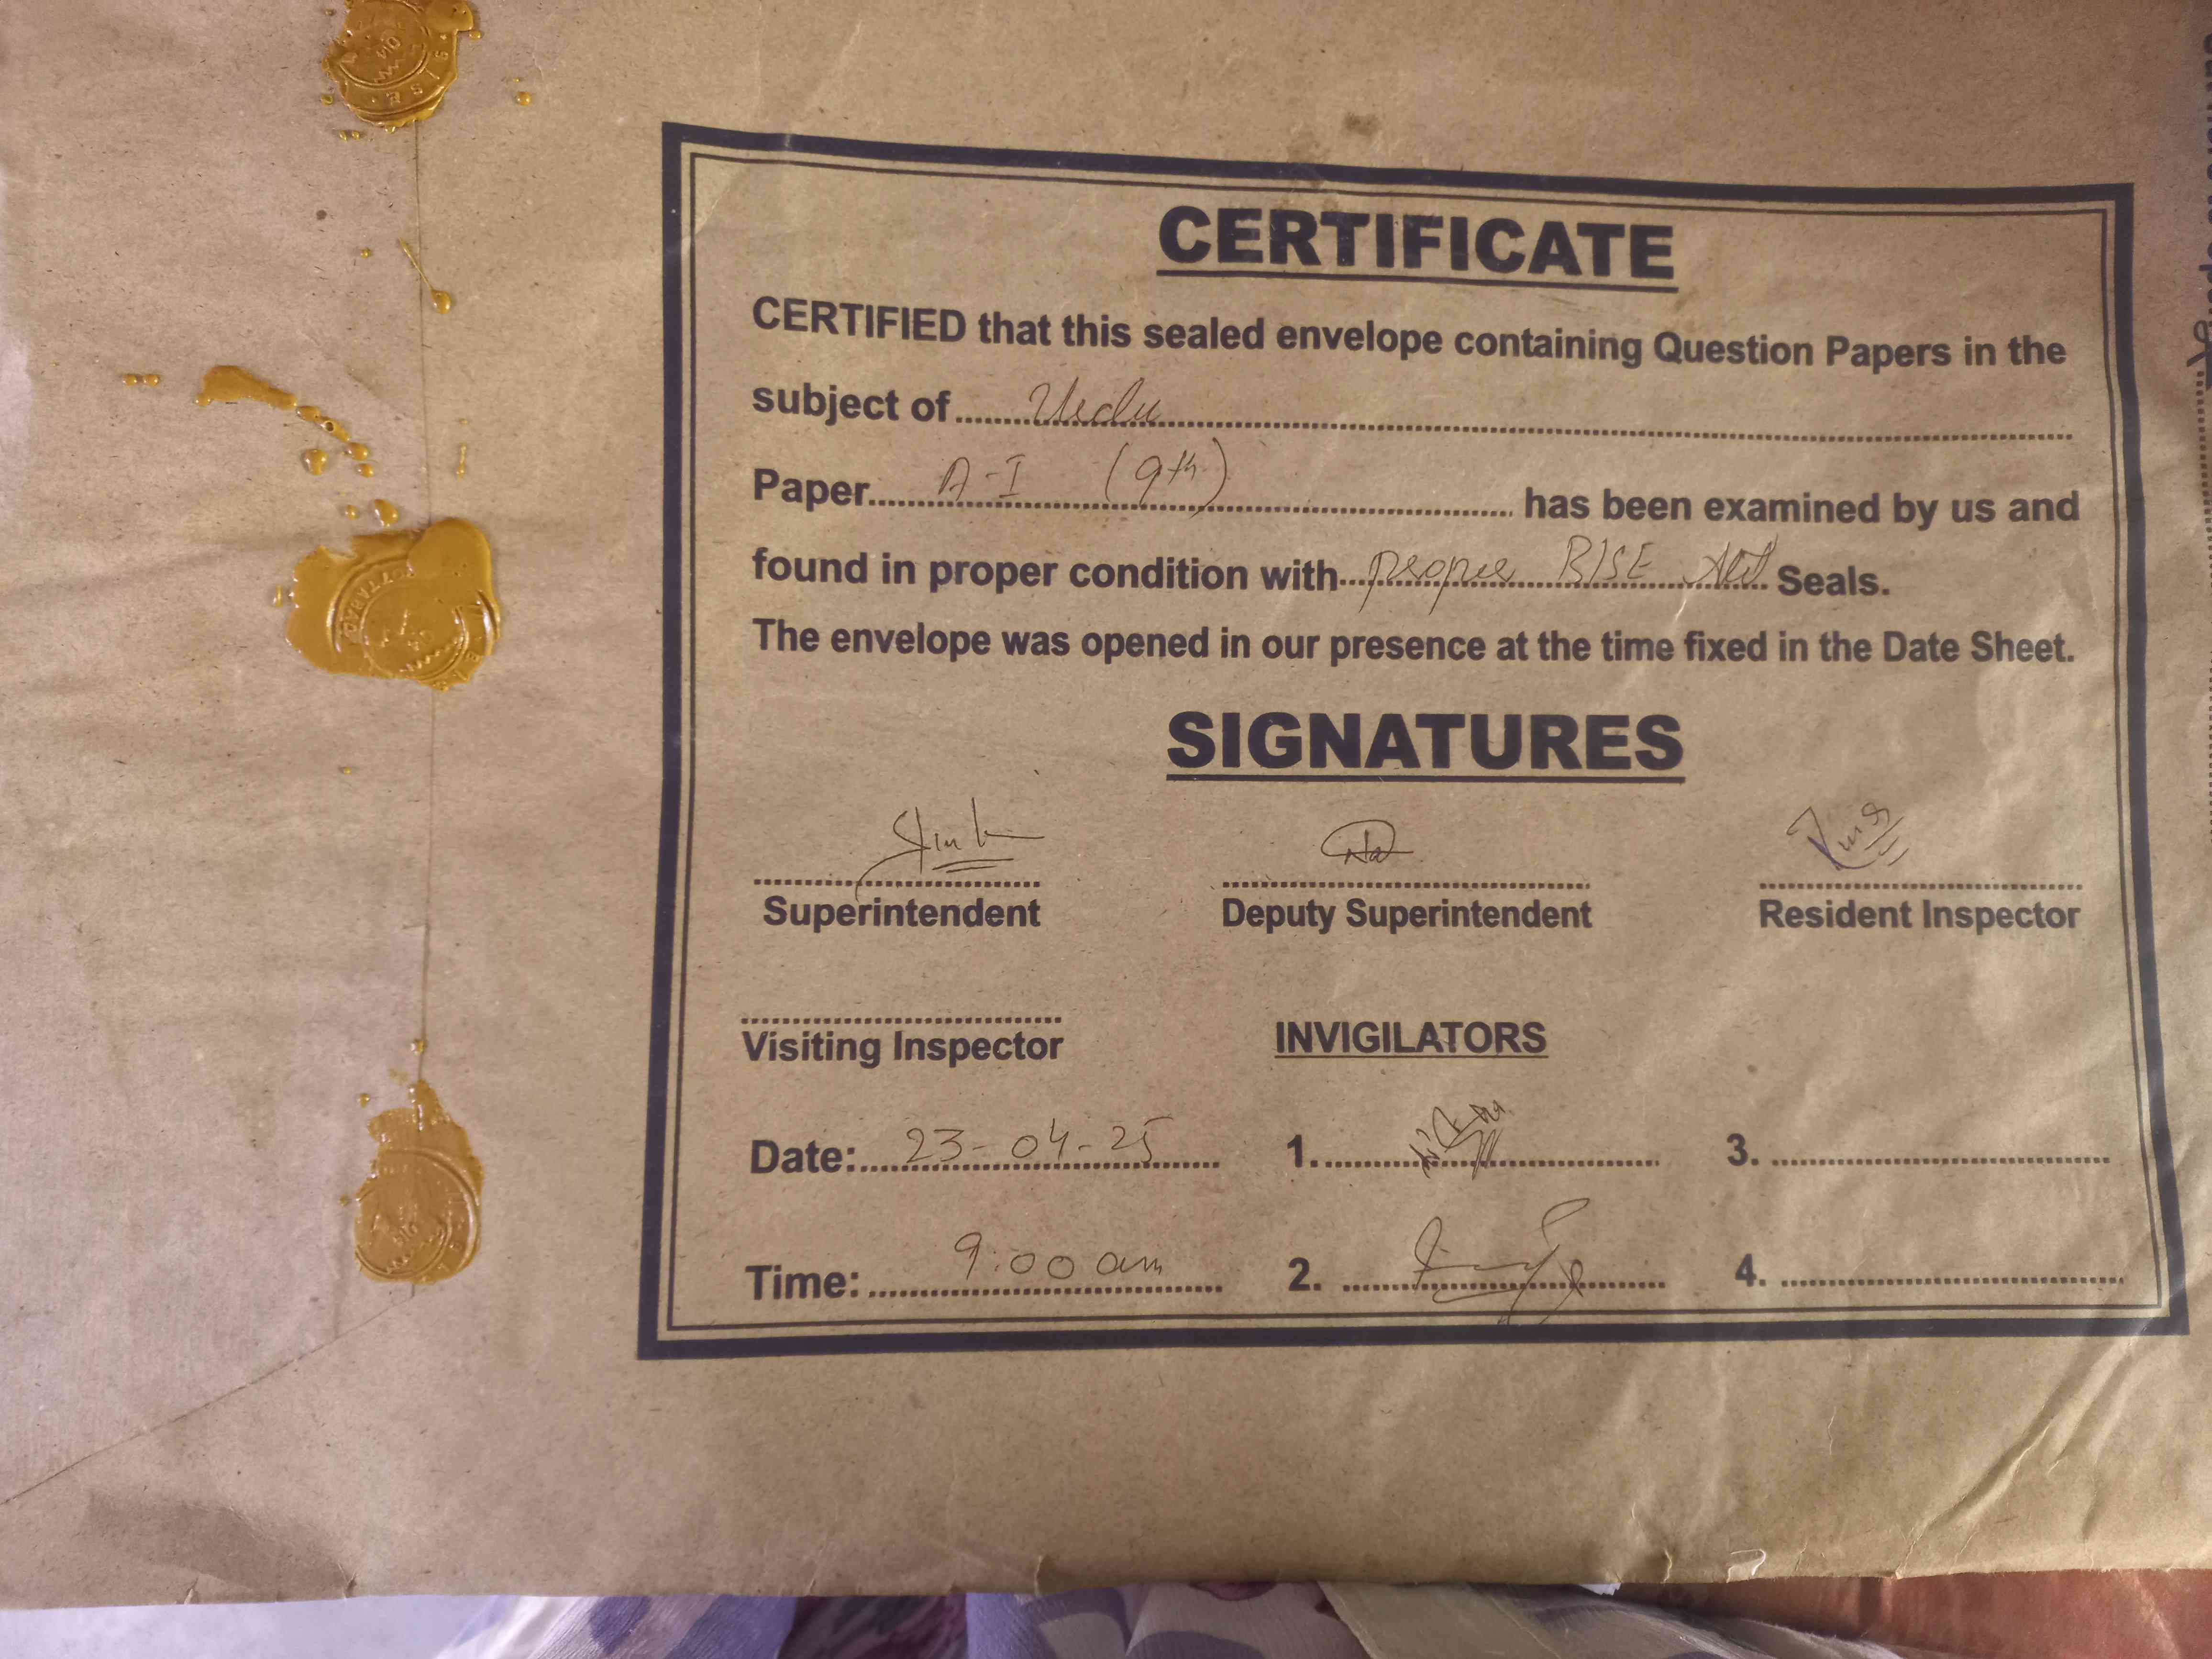 CERTIFICATE
CERTIFIED that this sealed envelope containing Question Papers in the
subject of ........ Urdu ........
Paper........ A-I (9th) ........ has been examined by us and
found in proper condition with.... proper BISE Atd .... Seals.
The envelope was opened in our presence at the time fixed in the Date Sheet.
SIGNATURES
Superintendent Deputy Superintendent Resident Inspector
Visiting Inspector INVIGILATORS
Date: 23-04-25 1. 3.
Time: 9:00 am 2. 4.